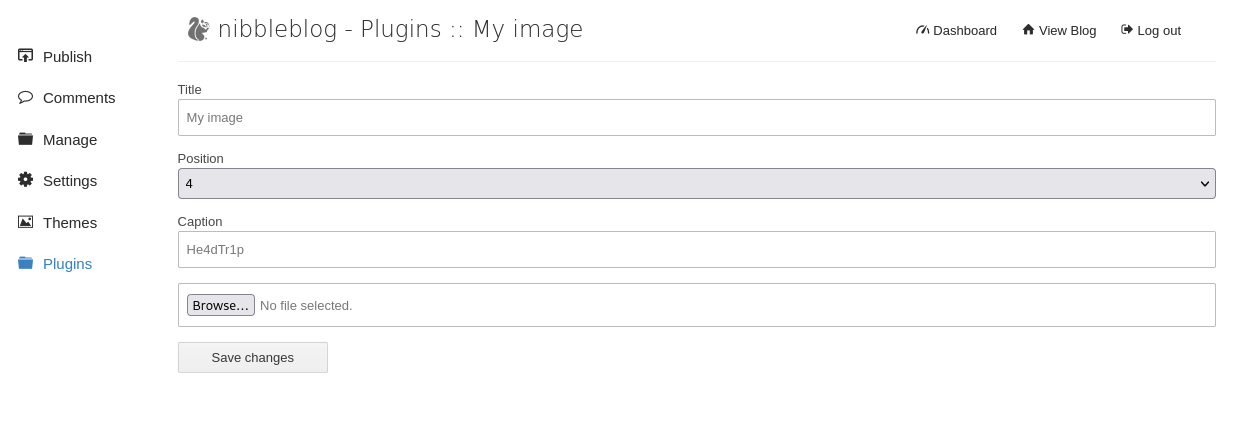 nibbleblog - Plugins :: My image
Dashboard
View Blog
Log out
Publish
Comments
Manage
Settings
Themes
Plugins
Title
My image
Position
4
Caption
He4dTr1p
Browse... No file selected.
Save changes